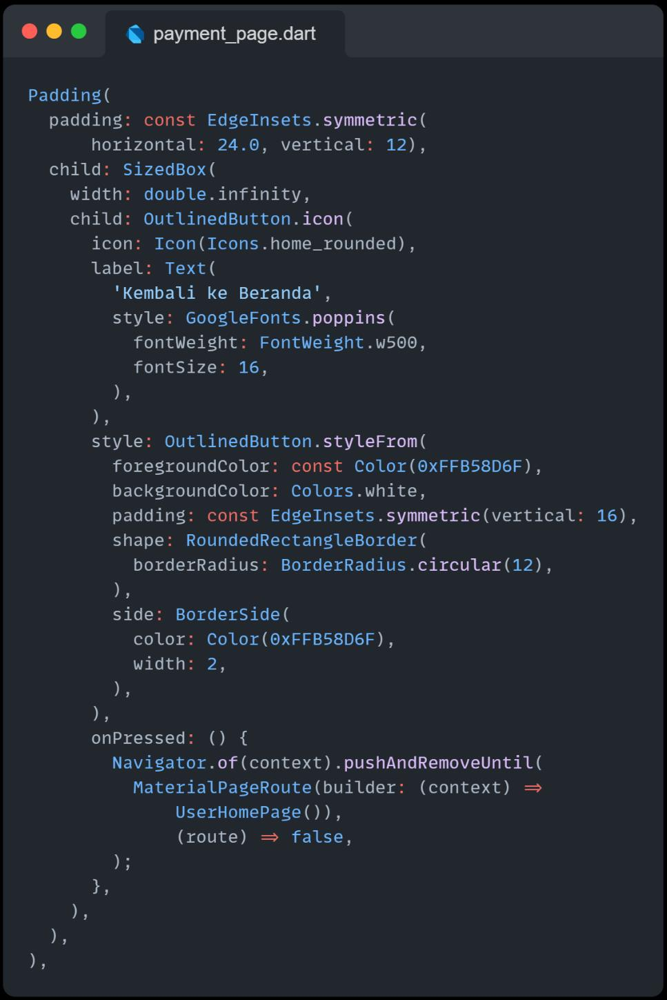 payment_page.dart
Padding(
  padding: const EdgeInsets.symmetric(
      horizontal: 24.0, vertical: 12),
  child: SizedBox(
    width: double.infinity,
    child: OutlinedButton.icon(
      icon: Icon(Icons.home_rounded),
      label: Text(
        'Kembali ke Beranda',
        style: GoogleFonts.poppins(
          fontWeight: FontWeight.w500,
          fontSize: 16,
        ),
      ),
      style: OutlinedButton.styleFrom(
        foregroundColor: const Color(0xFFB58D6F),
        backgroundColor: Colors.white,
        padding: const EdgeInsets.symmetric(vertical: 16),
        shape: RoundedRectangleBorder(
          borderRadius: BorderRadius.circular(12),
        ),
        side: BorderSide(
          color: Color(0xFFB58D6F),
          width: 2,
        ),
      ),
      onPressed: () {
        Navigator.of(context).pushAndRemoveUntil(
          MaterialPageRoute(builder: (context) =>
              UserHomePage()),
              (route) => false,
        );
      },
    ),
  ),
),